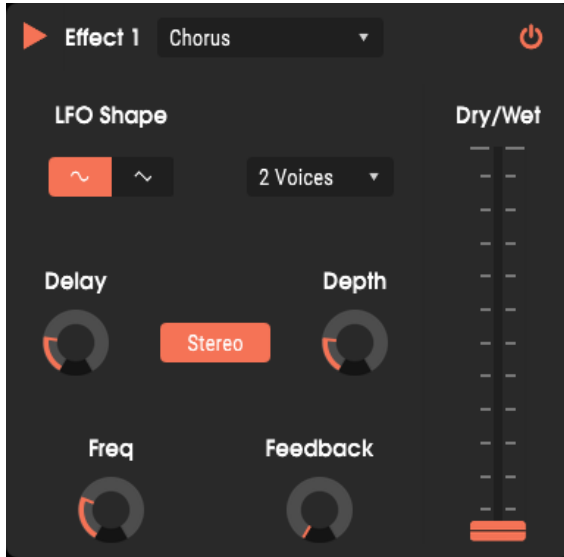 Effect 1 Chorus
LFO Shape
Dry/Wet
2 Voices
Delay
Depth
Stereo
Freq
Feedback